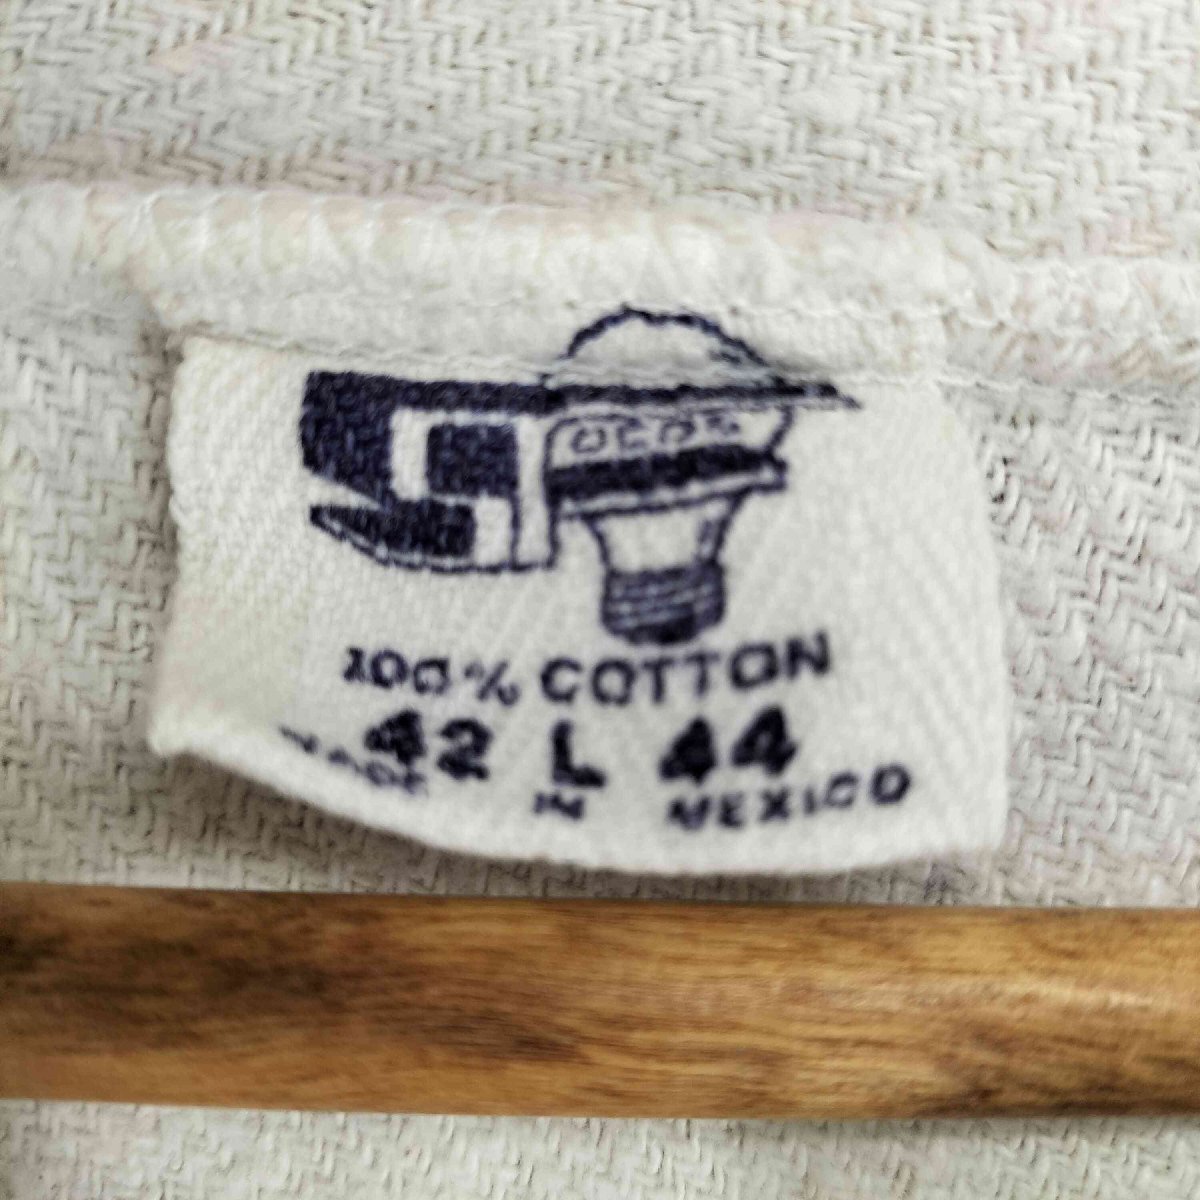 100% COTTON
42 L 44
MADE IN MEXICO